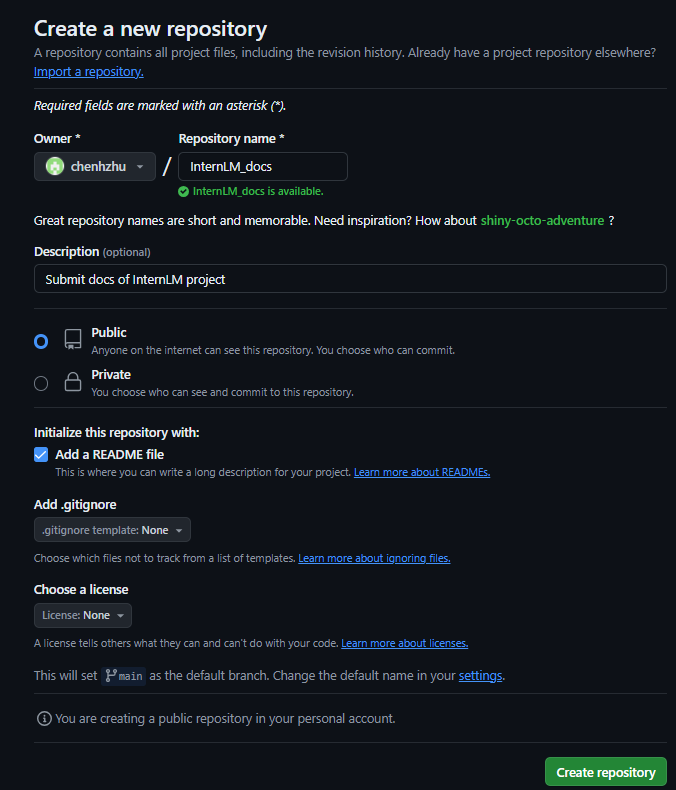 Create a new repository
A repository contains all project files, including the revision history. Already have a project repository elsewhere?
Import a repository.
Required fields are marked with an asterisk (*).
Owner * Repository name *
chenhzhu / InternLM_docs
InternLM_docs is available.
Great repository names are short and memorable. Need inspiration? How about shiny-octo-adventure ?
Description (optional)
Submit docs of InternLM project
Public
Anyone on the internet can see this repository. You choose who can commit.
Private
You choose who can see and commit to this repository.
Initialize this repository with:
Add a README file
This is where you can write a long description for your project. Learn more about READMEs.
Add .gitignore
.gitignore template: None
Choose which files not to track from a list of templates. Learn more about ignoring files.
Choose a license
License: None
A license tells others what they can and can't do with your code. Learn more about licenses.
This will set main as the default branch. Change the default name in your settings.
You are creating a public repository in your personal account.
Create repository